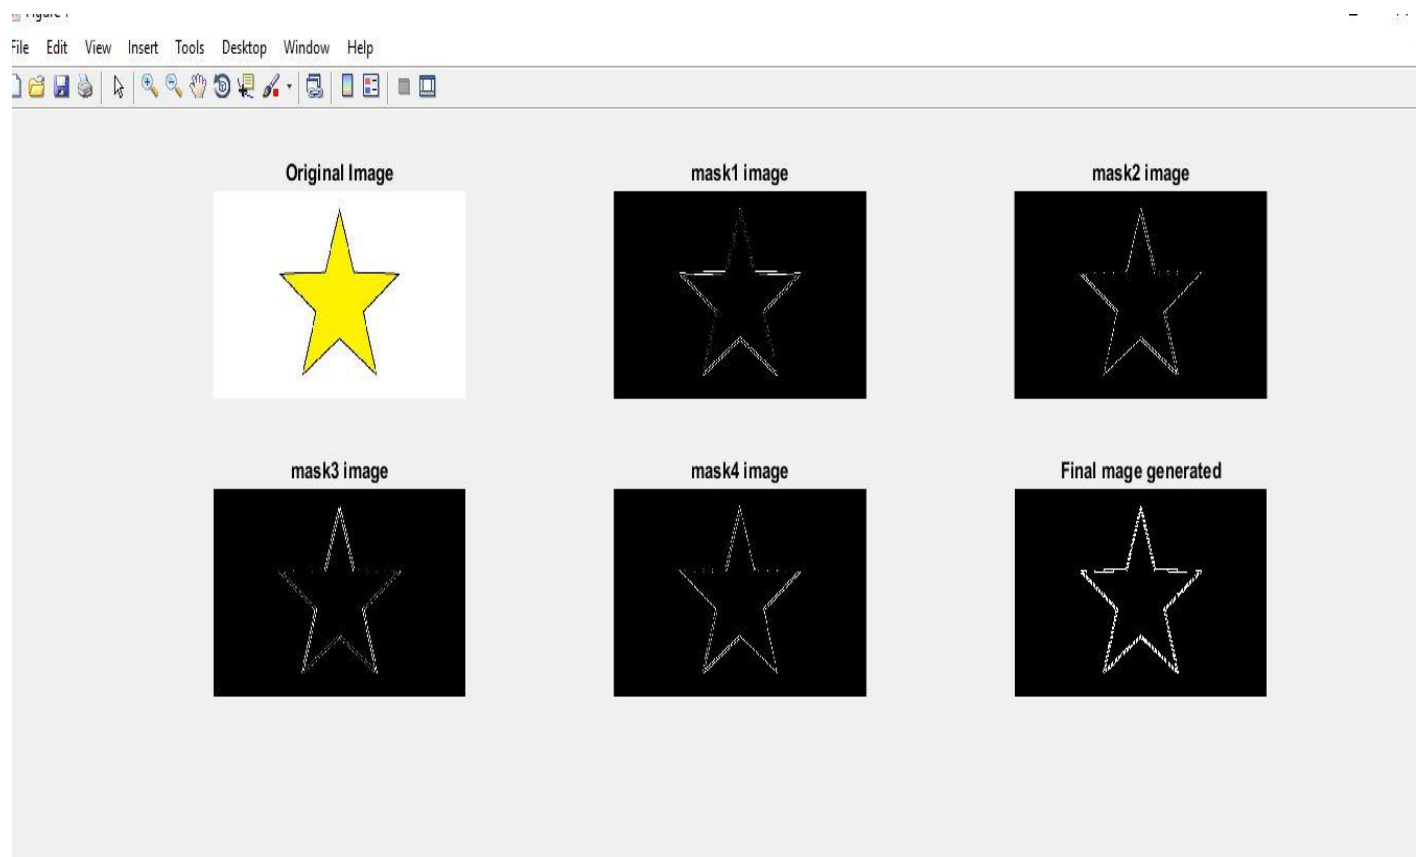 File Edit View Insert Tools Desktop Window Help
Original Image
mask1 image
mask2 image
mask3 image
mask4 image
Final mage generated